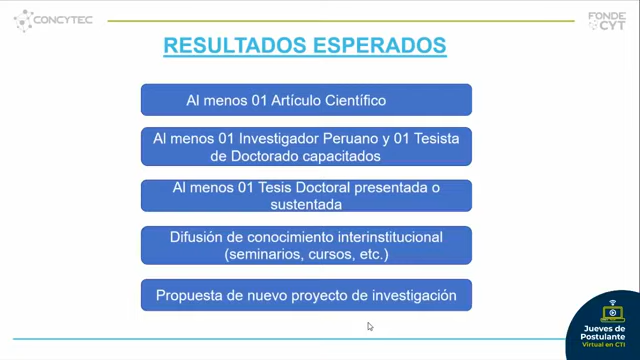 CONCYTEC
FONDE
CYT
RESULTADOS ESPERADOS
Al menos 01 Artículo Científico
Al menos 01 Investigador Peruano y 01 Tesista
de Doctorado capacitados
Al menos 01 Tesis Doctoral presentada o
sustentada
Difusión de conocimiento interinstitucional
(seminarios, cursos, etc.)
Propuesta de nuevo proyecto de investigación
Jueves de
Postulante
Virtual en CTI